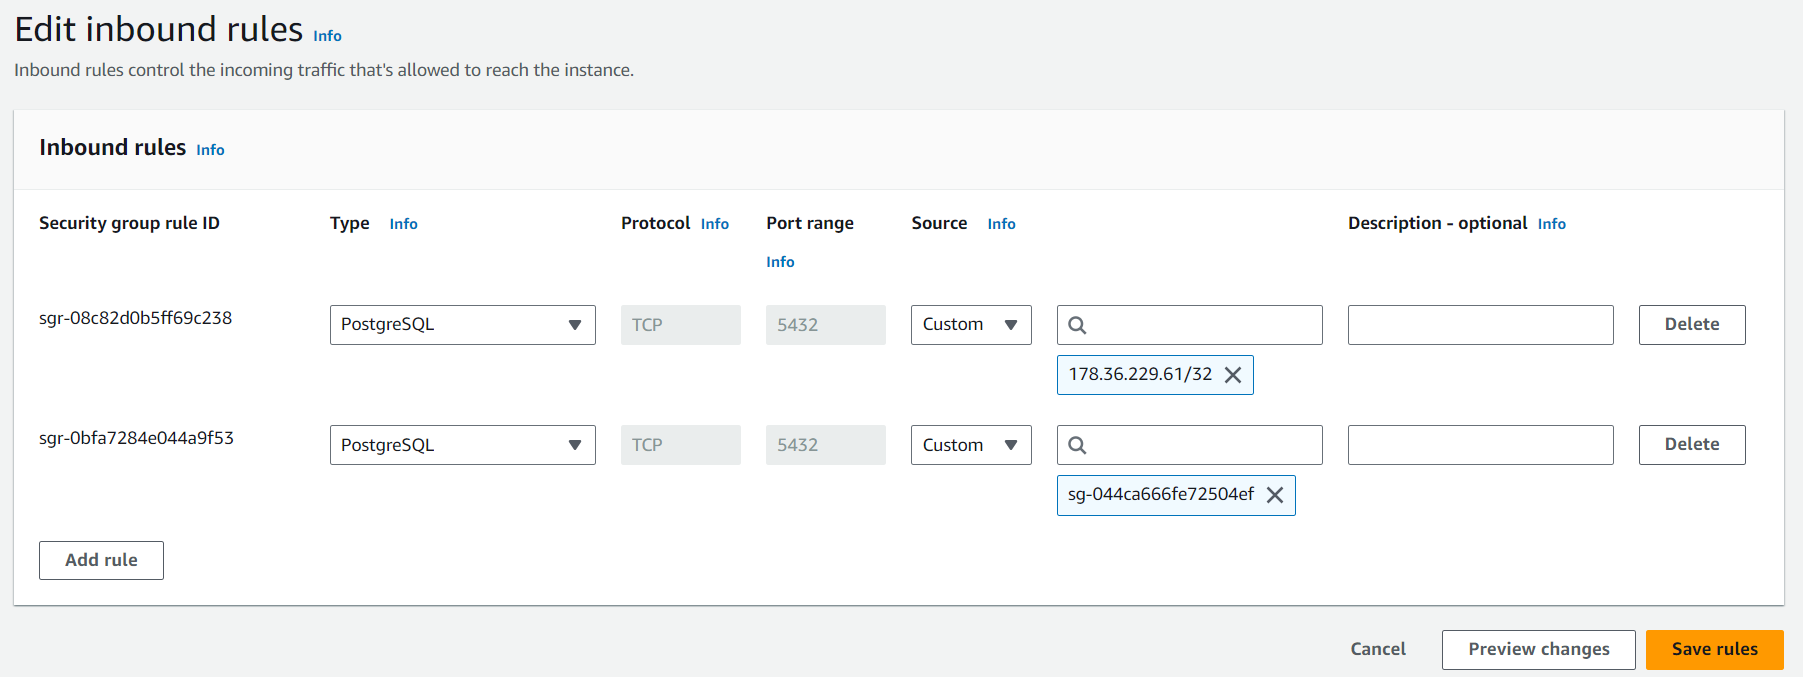 Edit inbound rules Info
Inbound rules control the incoming traffic that's allowed to reach the instance.
Inbound rules Info
Security group rule ID Type Info Protocol Info Port range Info Source Info Description - optional Info
sgr-08c82d0b5ff69c238 PostgreSQL TCP 5432 Custom Delete
178.36.229.61/32
sgr-0bfa7284e044a9f53 PostgreSQL TCP 5432 Custom Delete
sg-044ca666fe72504ef
Add rule
Cancel Preview changes Save rules